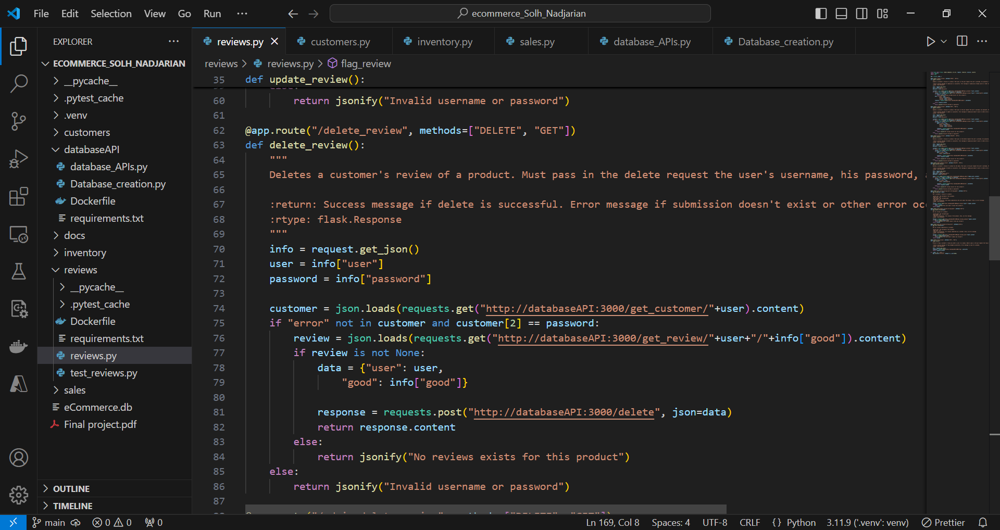 File Edit Selection View Go Run ···
ecommerce_Solh_Nadjarian
EXPLORER
ECOMMERCE_SOLH_NADJARIAN
__pycache__
.pytest_cache
.venv
customers
databaseAPI
database_APIs.py
Database_creation.py
Dockerfile
requirements.txt
docs
inventory
reviews
__pycache__
.pytest_cache
Dockerfile
requirements.txt
reviews.py
test_reviews.py
sales
eCommerce.db
Final project.pdf
OUTLINE
TIMELINE
reviews.py customers.py inventory.py sales.py database_APIs.py Database_creation.py
reviews > reviews.py > flag_review
35 def update_review():
60 return jsonify("Invalid username or password")
61
62 @app.route("/delete_review", methods=["DELETE", "GET"])
63 def delete_review():
64 """
65 Deletes a customer's review of a product. Must pass in the delete request the user's username, his password,
66
67 :return: Success message if delete is successful. Error message if submission doesn't exist or other error
68 :rtype: flask.Response
69 """
70 info = request.get_json()
71 user = info["user"]
72 password = info["password"]
73
74 customer = json.loads(requests.get("http://databaseAPI:3000/get_customer/"+user).content)
75 if "error" not in customer and customer[2] == password:
76 review = json.loads(requests.get("http://databaseAPI:3000/get_review/"+user+"/"+info["good"]).content)
77 if review is not None:
78 data = {"user": user,
79 "good": info["good"]}
80
81 response = requests.post("http://databaseAPI:3000/delete", json=data)
82 return response.content
83 else:
84 return jsonify("No reviews exists for this product")
85 else:
86 return jsonify("Invalid username or password")
87
main 0 0 0 Ln 169, Col 8 Spaces: 4 UTF-8 CRLF {} Python 3.11.9 ('.venv': venv) Prettier